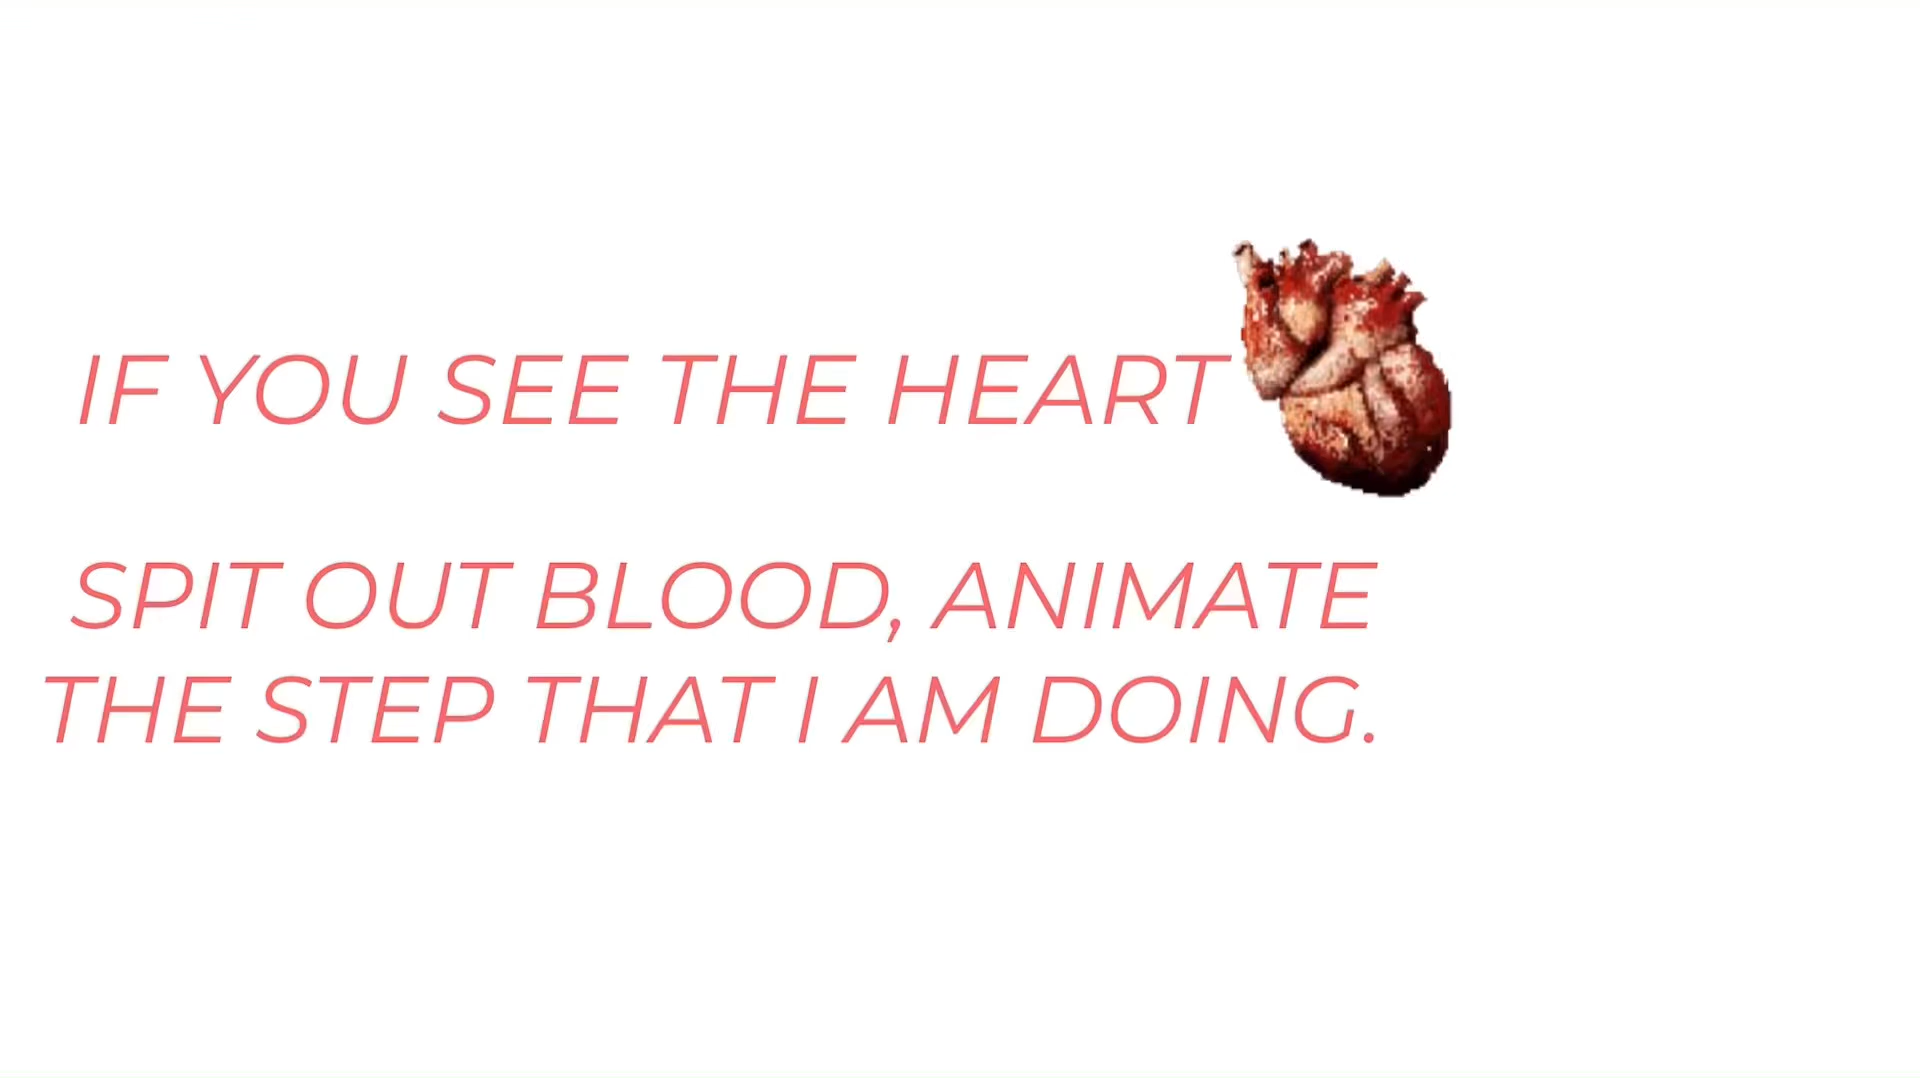 IF YOU SEE THE HEART
SPIT OUT BLOOD, ANIMATE
THE STEP THAT I AM DOING.